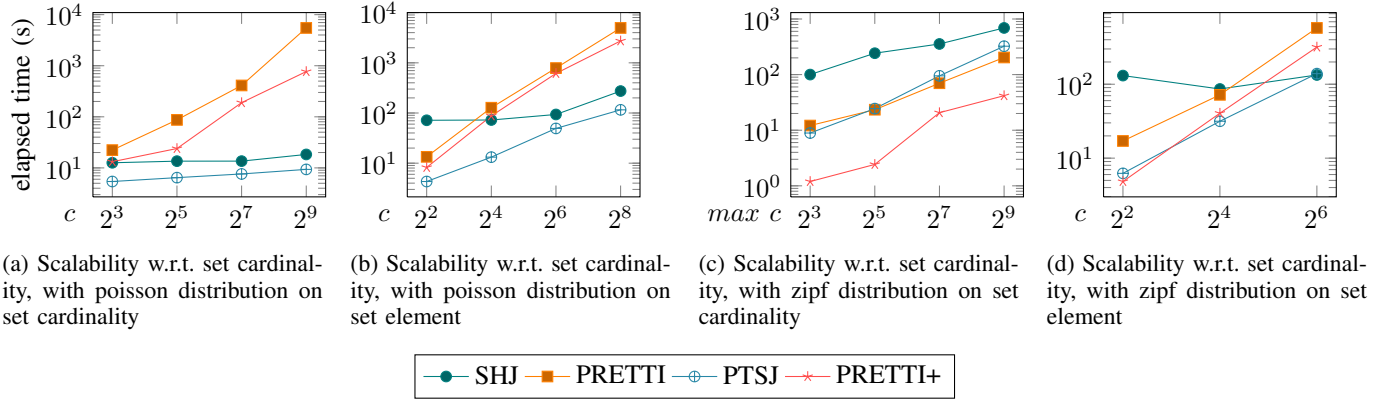 elapsed time (s)
10^4
10^3
10^2
10^1
c 2^3 2^5 2^7 2^9
10^4
10^3
10^2
10^1
c 2^2 2^4 2^6 2^8
10^3
10^2
10^1
10^0
max c 2^3 2^5 2^7 2^9
10^2
10^1
c 2^2 2^4 2^6
(a) Scalability w.r.t. set cardinal-
ity, with poisson distribution on
set cardinality
(b) Scalability w.r.t. set cardinal-
ity, with poisson distribution on
set element
(c) Scalability w.r.t. set cardinal-
ity, with zipf distribution on set
cardinality
(d) Scalability w.r.t. set cardinal-
ity, with zipf distribution on set
element
SHJ PRETTI PTSJ PRETTI+